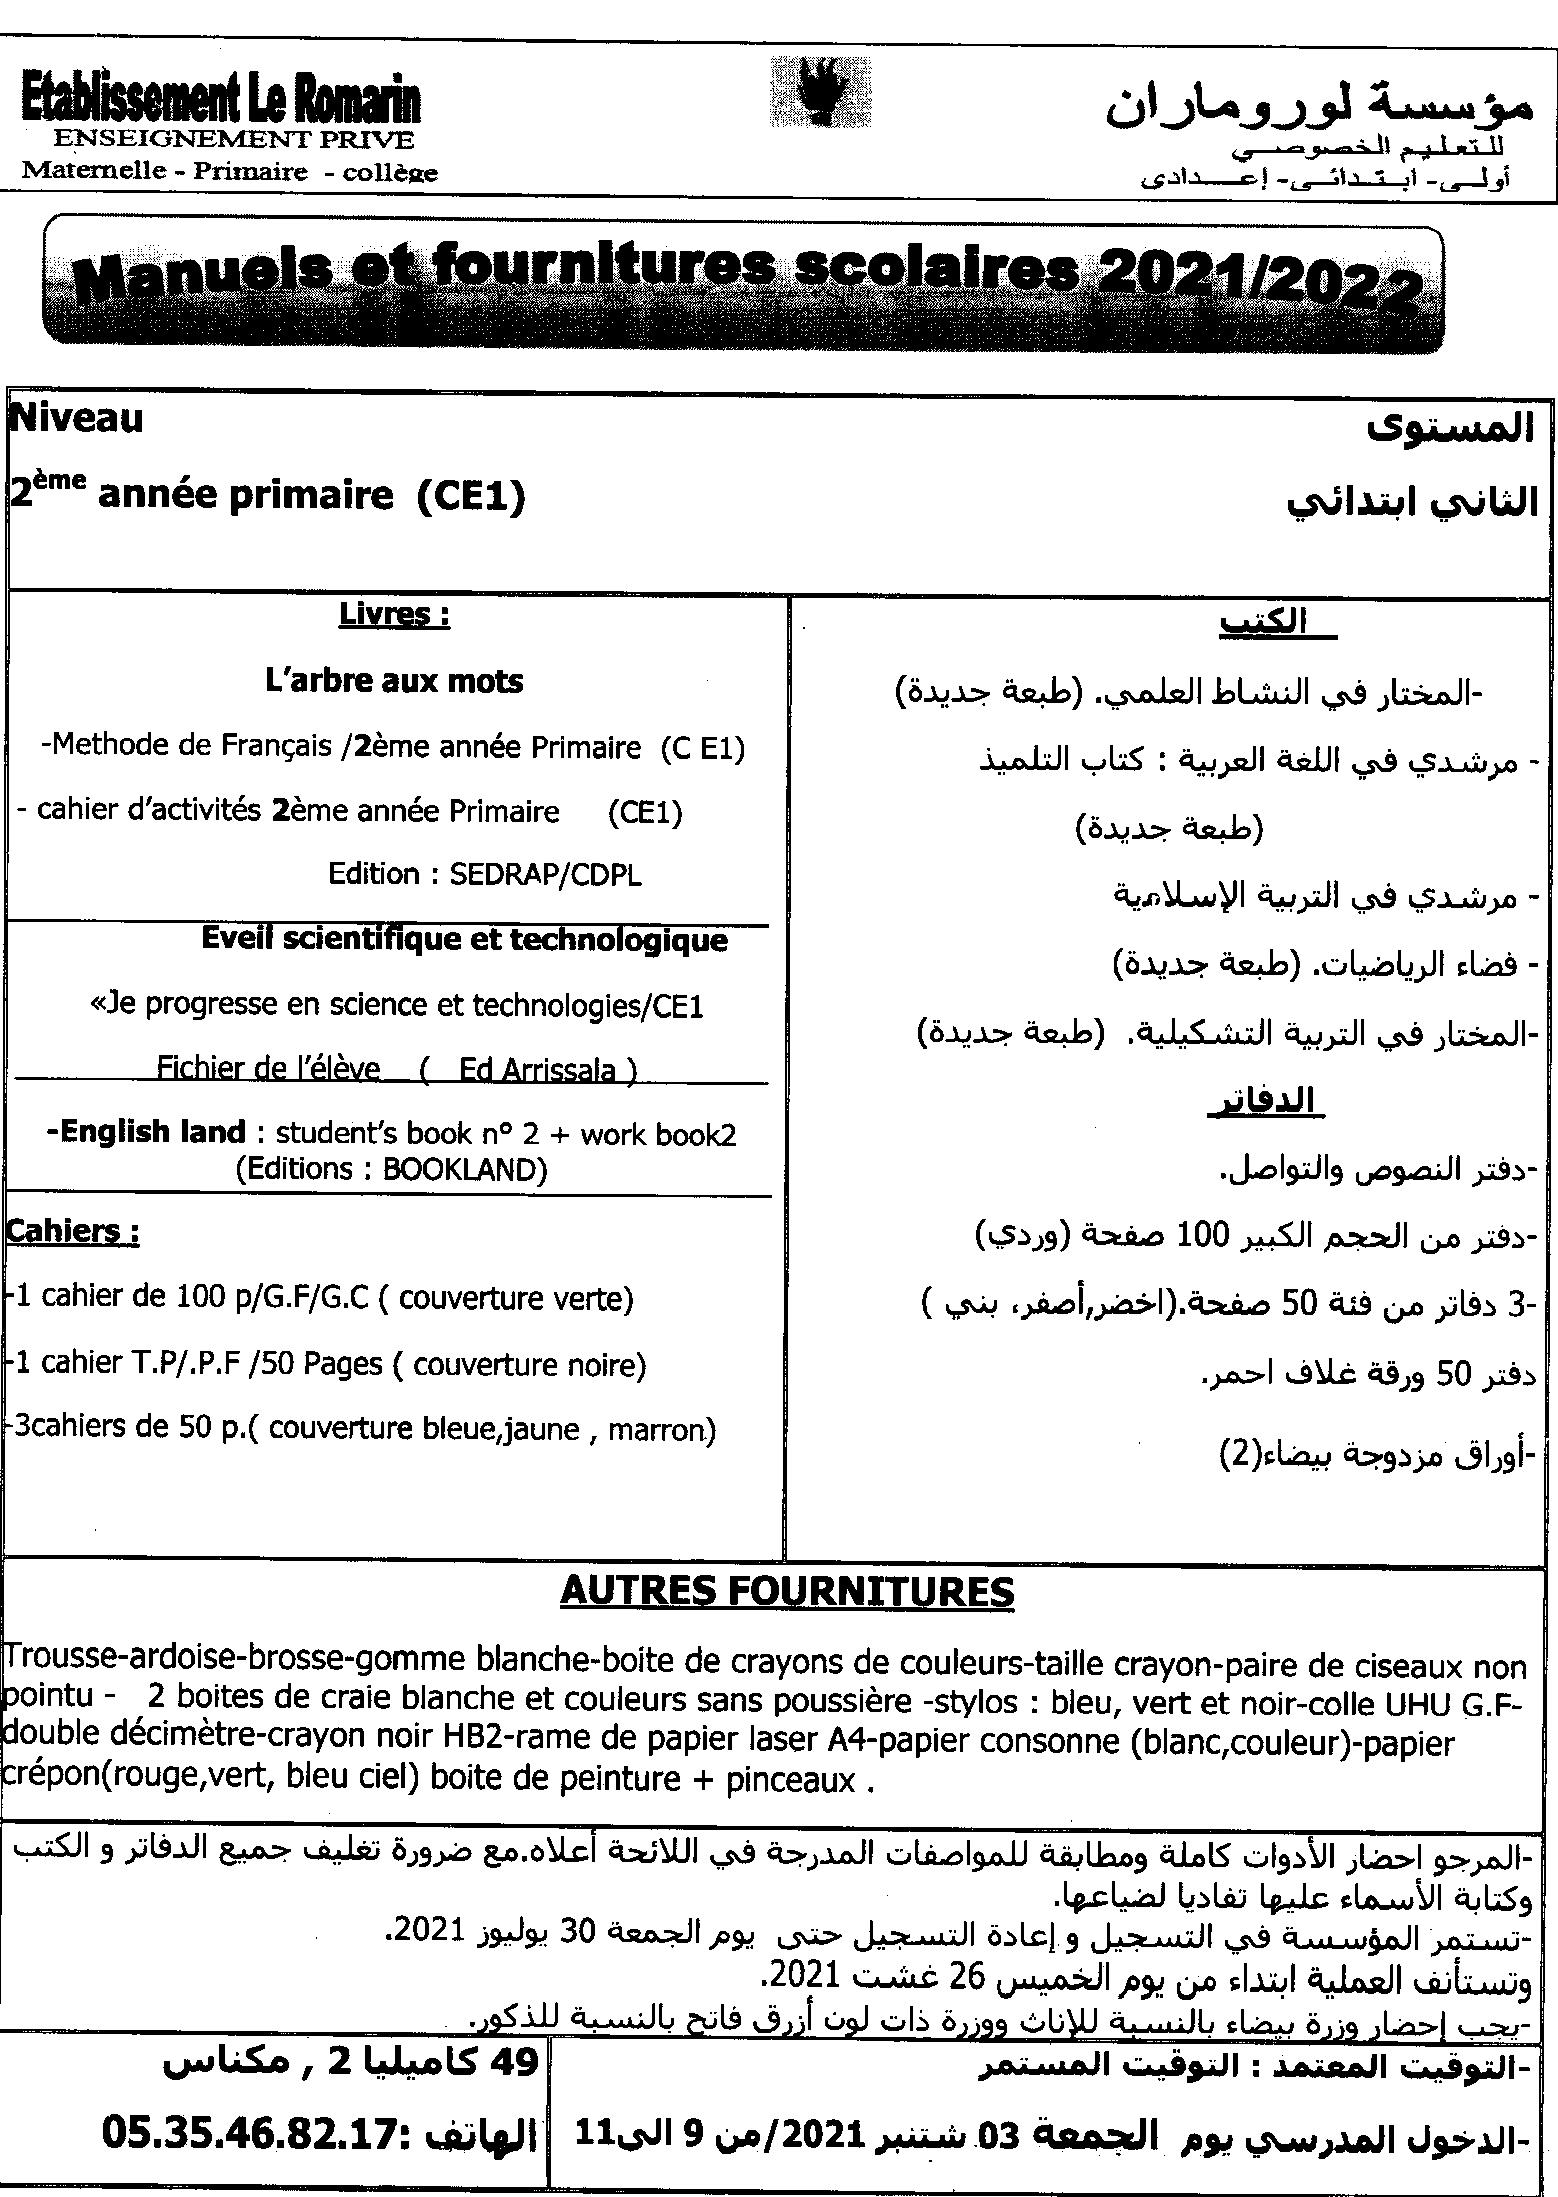 Etablissement Le Romarin
ENSEIGNEMENT PRIVE
Maternelle - Primaire - collège
مؤسسة لوروماران
للتعليم الخصوصي
أولى- ابتدائى- إعدادى
Manuels et fournitures scolaires 2021/2022
Niveau
2ème année primaire (CE1)
المستوى
الثاني ابتدائي
Livres :
L'arbre aux mots
-Methode de Français /2ème année Primaire (C E1)
- cahier d'activités 2ème année Primaire (CE1)
Edition : SEDRAP/CDPL
Eveil scientifique et technologique
«Je progresse en science et technologies/CE1
Fichier de l'élève ( Ed Arrissala )
-English land : student's book n° 2 + work book2
(Editions : BOOKLAND)
Cahiers :
-1 cahier de 100 p/G.F/G.C ( couverture verte)
-1 cahier T.P/.P.F /50 Pages ( couverture noire)
-3cahiers de 50 p.( couverture bleue,jaune , marron)
الكتب
-المختار في النشاط العلمي. (طبعة جديدة)
- مرشدي في اللغة العربية : كتاب التلميذ
(طبعة جديدة)
- مرشدي في التربية الإسلامية
- فضاء الرياضيات. (طبعة جديدة)
-المختار في التربية التشكيلية. (طبعة جديدة)
الدفاتر
-دفتر النصوص والتواصل.
-دفتر من الحجم الكبير 100 صفحة (وردي)
-3 دفاتر من فئة 50 صفحة.(اخضر,أصفر، بني )
دفتر 50 ورقة غلاف احمر.
-أوراق مزدوجة بيضاء(2)
AUTRES FOURNITURES
Trousse-ardoise-brosse-gomme blanche-boite de crayons de couleurs-taille crayon-paire de ciseaux non
pointu - 2 boites de craie blanche et couleurs sans poussière -stylos : bleu, vert et noir-colle UHU G.F-
double décimètre-crayon noir HB2-rame de papier laser A4-papier consonne (blanc,couleur)-papier
crépon(rouge,vert, bleu ciel) boite de peinture + pinceaux .
-المرجو احضار الأدوات كاملة ومطابقة للمواصفات المدرجة في اللائحة أعلاه.مع ضرورة تغليف جميع الدفاتر و الكتب
وكتابة الأسماء عليها تفاديا لضياعها.
-تستمر المؤسسة في التسجيل و إعادة التسجيل حتى يوم الجمعة 30 يوليوز 2021.
وتستأنف العملية ابتداء من يوم الخميس 26 غشت 2021.
-يجب إحضار وزرة بيضاء بالنسبة للإناث ووزرة ذات لون أزرق فاتح بالنسبة للذكور.
-التوقيت المعتمد : التوقيت المستمر
-الدخول المدرسي يوم الجمعة 03 شتنبر 2021/من 9 الى11
49 كاميليا 2 , مكناس
الهاتف :05.35.46.82.17